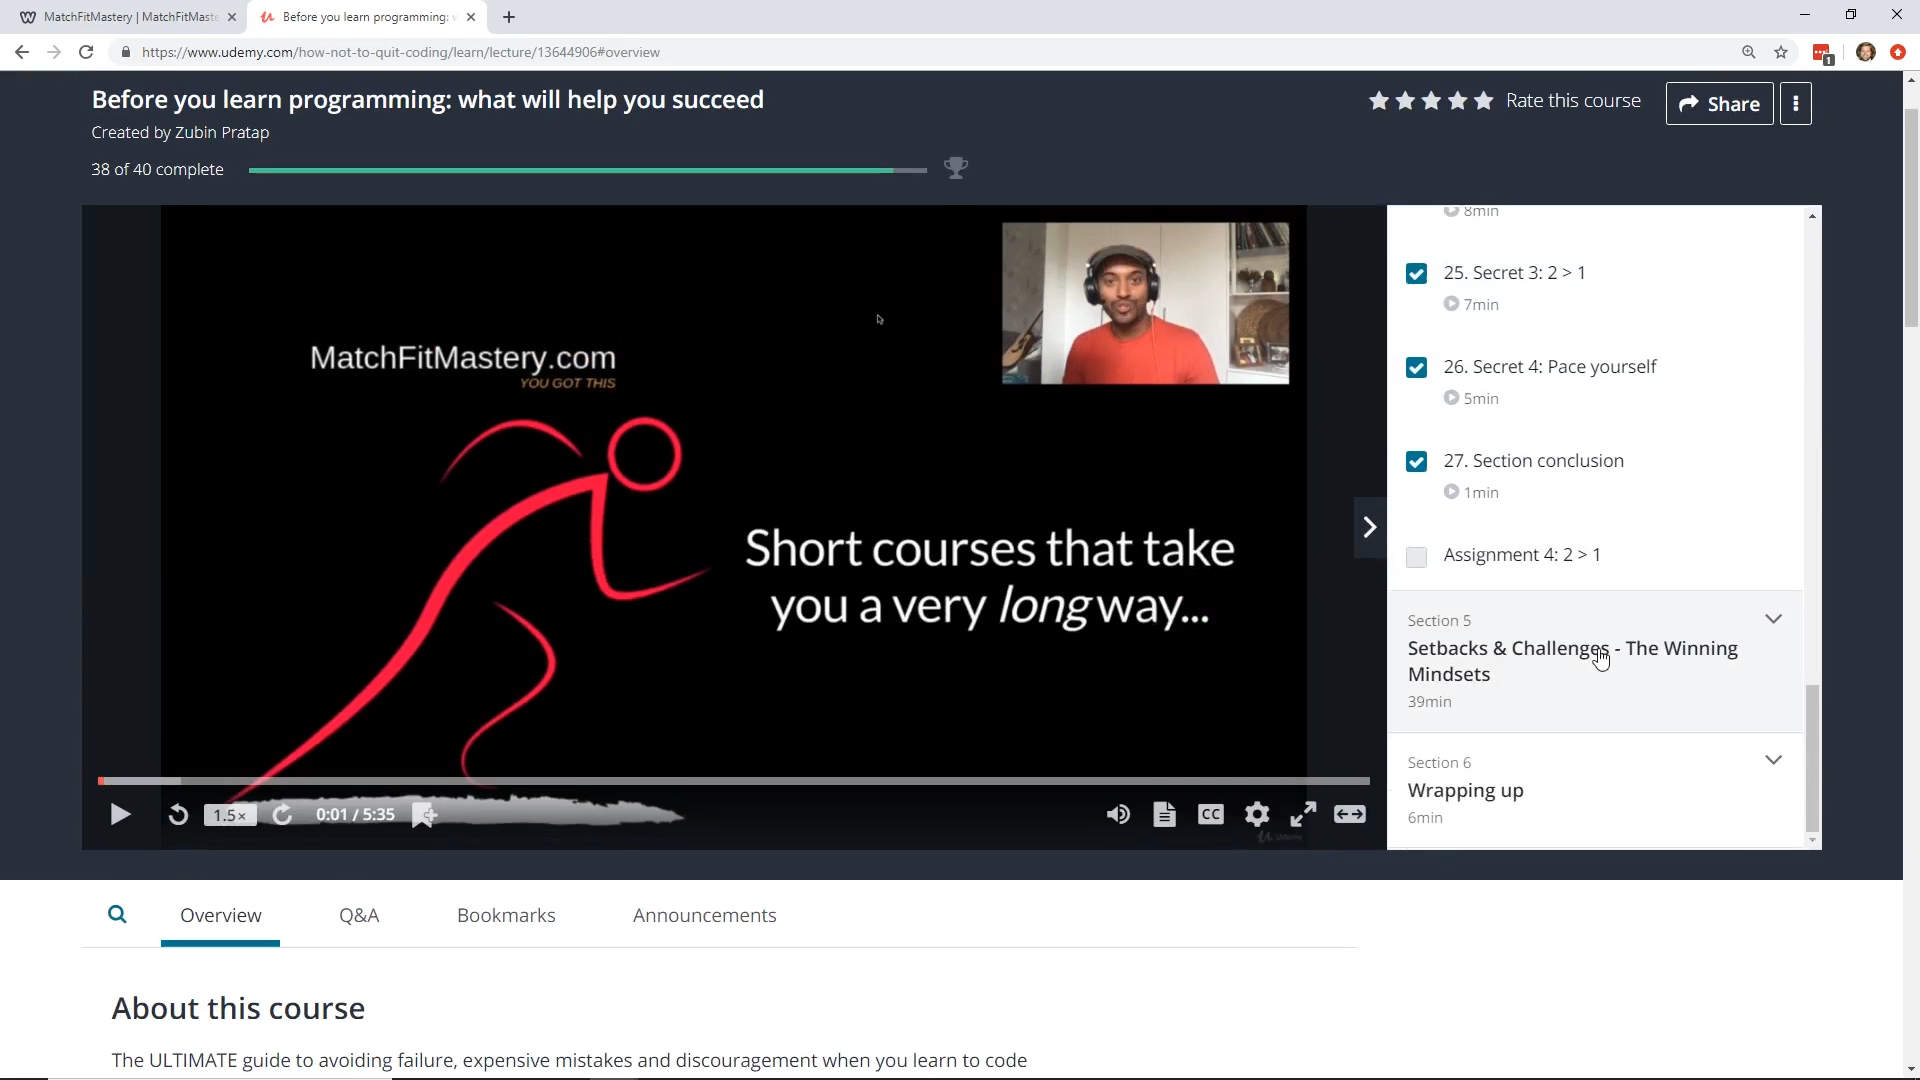 MatchFitMastery | MatchFitMaste
Before you learn programming: w
https://www.udemy.com/how-not-to-quit-coding/learn/lecture/13644906#overview
1
Before you learn programming: what will help you succeed
Rate this course
Share
Created by Zubin Pratap
38 of 40 complete
MatchFitMastery.com
YOU GOT THIS
Short courses that take
you a very long way...
1.5×
0:01 / 5:35
CC
8min
25. Secret 3: 2 > 1
7min
26. Secret 4: Pace yourself
5min
27. Section conclusion
1min
Assignment 4: 2 > 1
Section 5
Setbacks & Challenges - The Winning
Mindsets
39min
Section 6
Wrapping up
6min
Overview
Q&A
Bookmarks
Announcements
About this course
The ULTIMATE guide to avoiding failure, expensive mistakes and discouragement when you learn to code